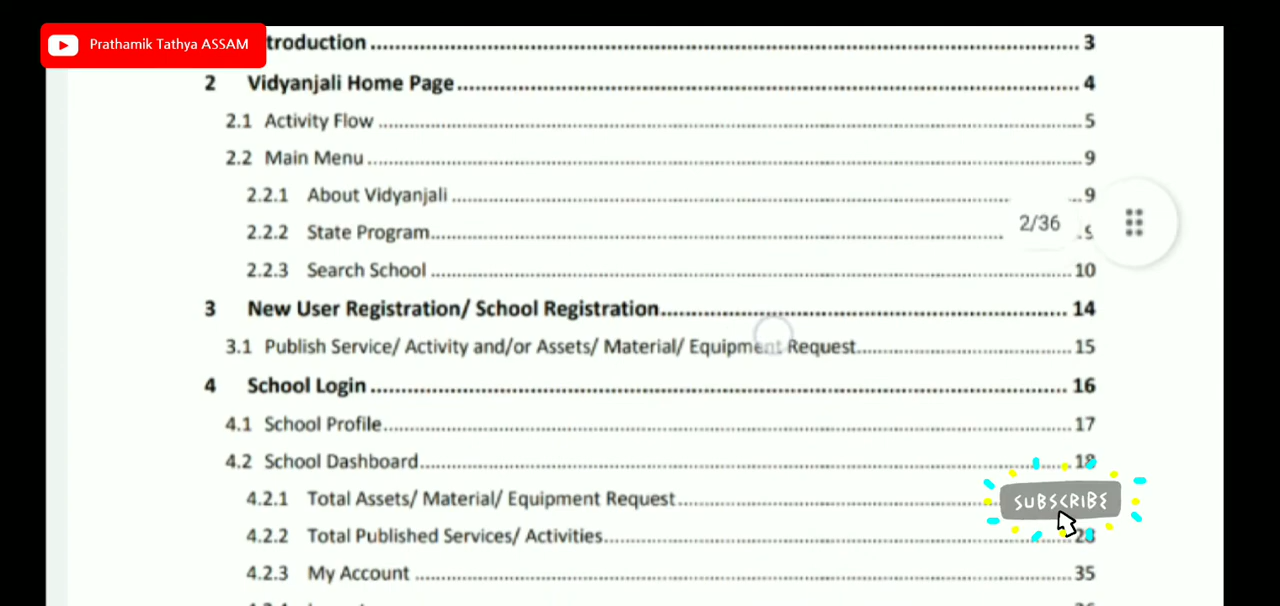 Prathamik Tathya ASSAM
troduction 3
2 Vidyanjali Home Page 4
2.1 Activity Flow 5
2.2 Main Menu 9
2.2.1 About Vidyanjali 9
2/36
2.2.2 State Program
2.2.3 Search School 10
3 New User Registration/ School Registration 14
3.1 Publish Service/ Activity and/or Assets/ Material/ Equipment Request 15
4 School Login 16
4.1 School Profile 17
4.2 School Dashboard 18
4.2.1 Total Assets/ Material/ Equipment Request
SUBSCRIBE
4.2.2 Total Published Services/ Activities 28
4.2.3 My Account 35